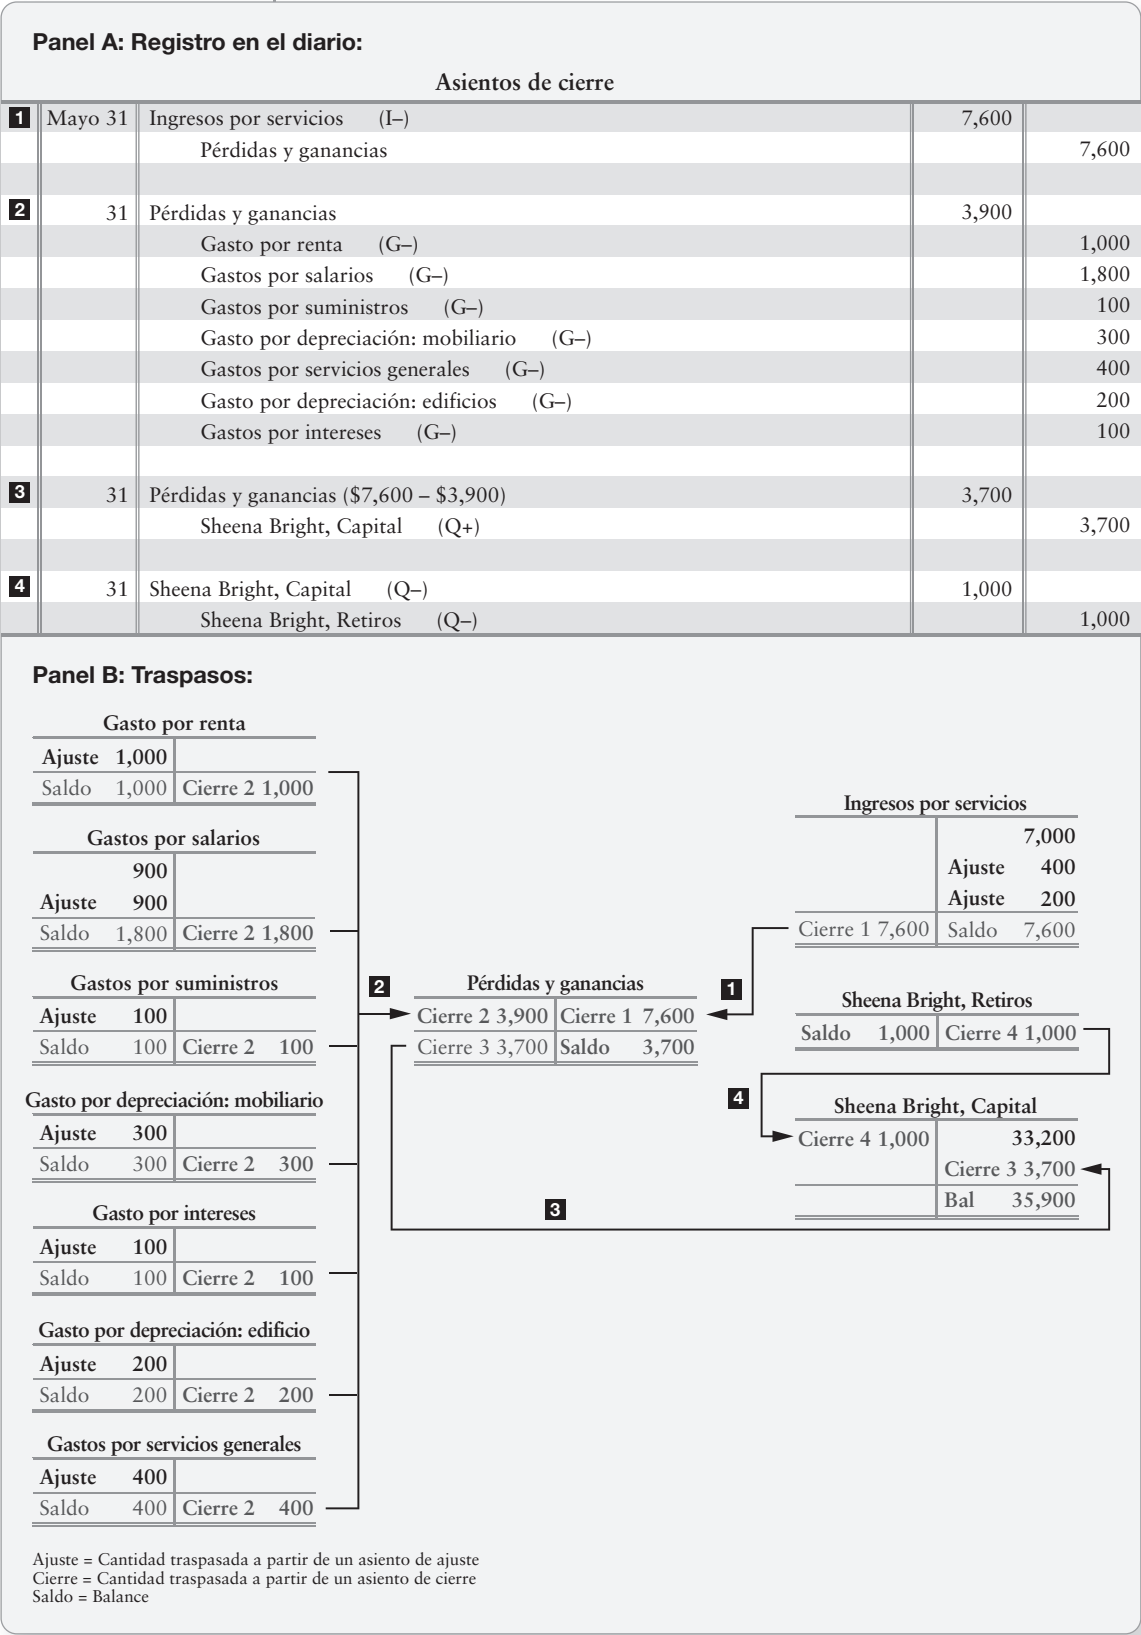 Panel A: Registro en el diario:
Asientos de cierre
1 Mayo 31 Ingresos por servicios (I–) 7,600
Pérdidas y ganancias 7,600
2 31 Pérdidas y ganancias 3,900
Gasto por renta (G–) 1,000
Gastos por salarios (G–) 1,800
Gastos por suministros (G–) 100
Gasto por depreciación: mobiliario (G–) 300
Gastos por servicios generales (G–) 400
Gasto por depreciación: edificios (G–) 200
Gastos por intereses (G–) 100
3 31 Pérdidas y ganancias ($7,600 – $3,900) 3,700
Sheena Bright, Capital (Q+) 3,700
4 31 Sheena Bright, Capital (Q–) 1,000
Sheena Bright, Retiros (Q–) 1,000
Panel B: Traspasos:
Gasto por renta
Ajuste 1,000
Saldo 1,000 Cierre 2 1,000
Gastos por salarios
900
Ajuste 900
Saldo 1,800 Cierre 2 1,800
Gastos por suministros
Ajuste 100
Saldo 100 Cierre 2 100
Gasto por depreciación: mobiliario
Ajuste 300
Saldo 300 Cierre 2 300
Gasto por intereses
Ajuste 100
Saldo 100 Cierre 2 100
Gasto por depreciación: edificio
Ajuste 200
Saldo 200 Cierre 2 200
Gastos por servicios generales
Ajuste 400
Saldo 400 Cierre 2 400
2
Pérdidas y ganancias
Cierre 2 3,900 Cierre 1 7,600
Cierre 3 3,700 Saldo 3,700
1
Ingresos por servicios
7,000
Ajuste 400
Ajuste 200
Cierre 1 7,600 Saldo 7,600
Sheena Bright, Retiros
Saldo 1,000 Cierre 4 1,000
4
Sheena Bright, Capital
Cierre 4 1,000 33,200
Cierre 3 3,700
Bal 35,900
3
Ajuste = Cantidad traspasada a partir de un asiento de ajuste
Cierre = Cantidad traspasada a partir de un asiento de cierre
Saldo = Balance